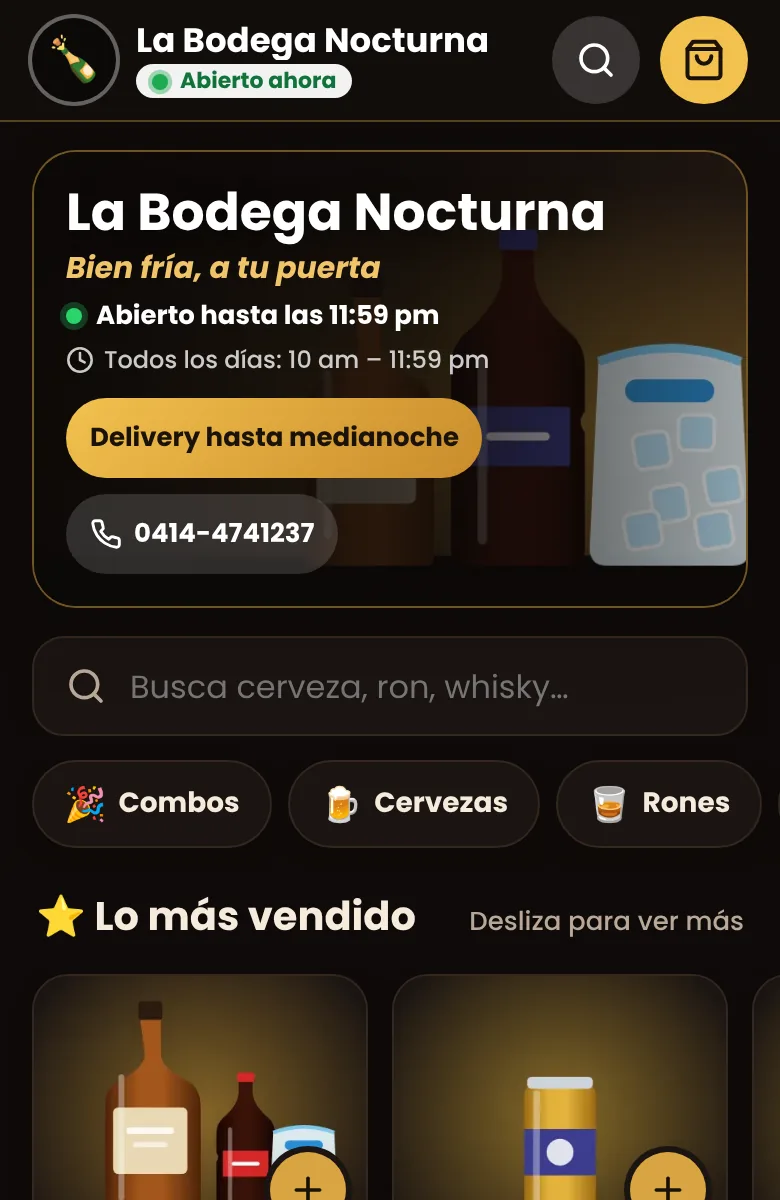 La Bodega Nocturna
Abierto ahora
La Bodega Nocturna
Bien fría, a tu puerta
Abierto hasta las 11:59 pm
Todos los días: 10 am – 11:59 pm
Delivery hasta medianoche
0414-4741237
Busca cerveza, ron, whisky...
Combos
Cervezas
Rones
Lo más vendido
Desliza para ver más